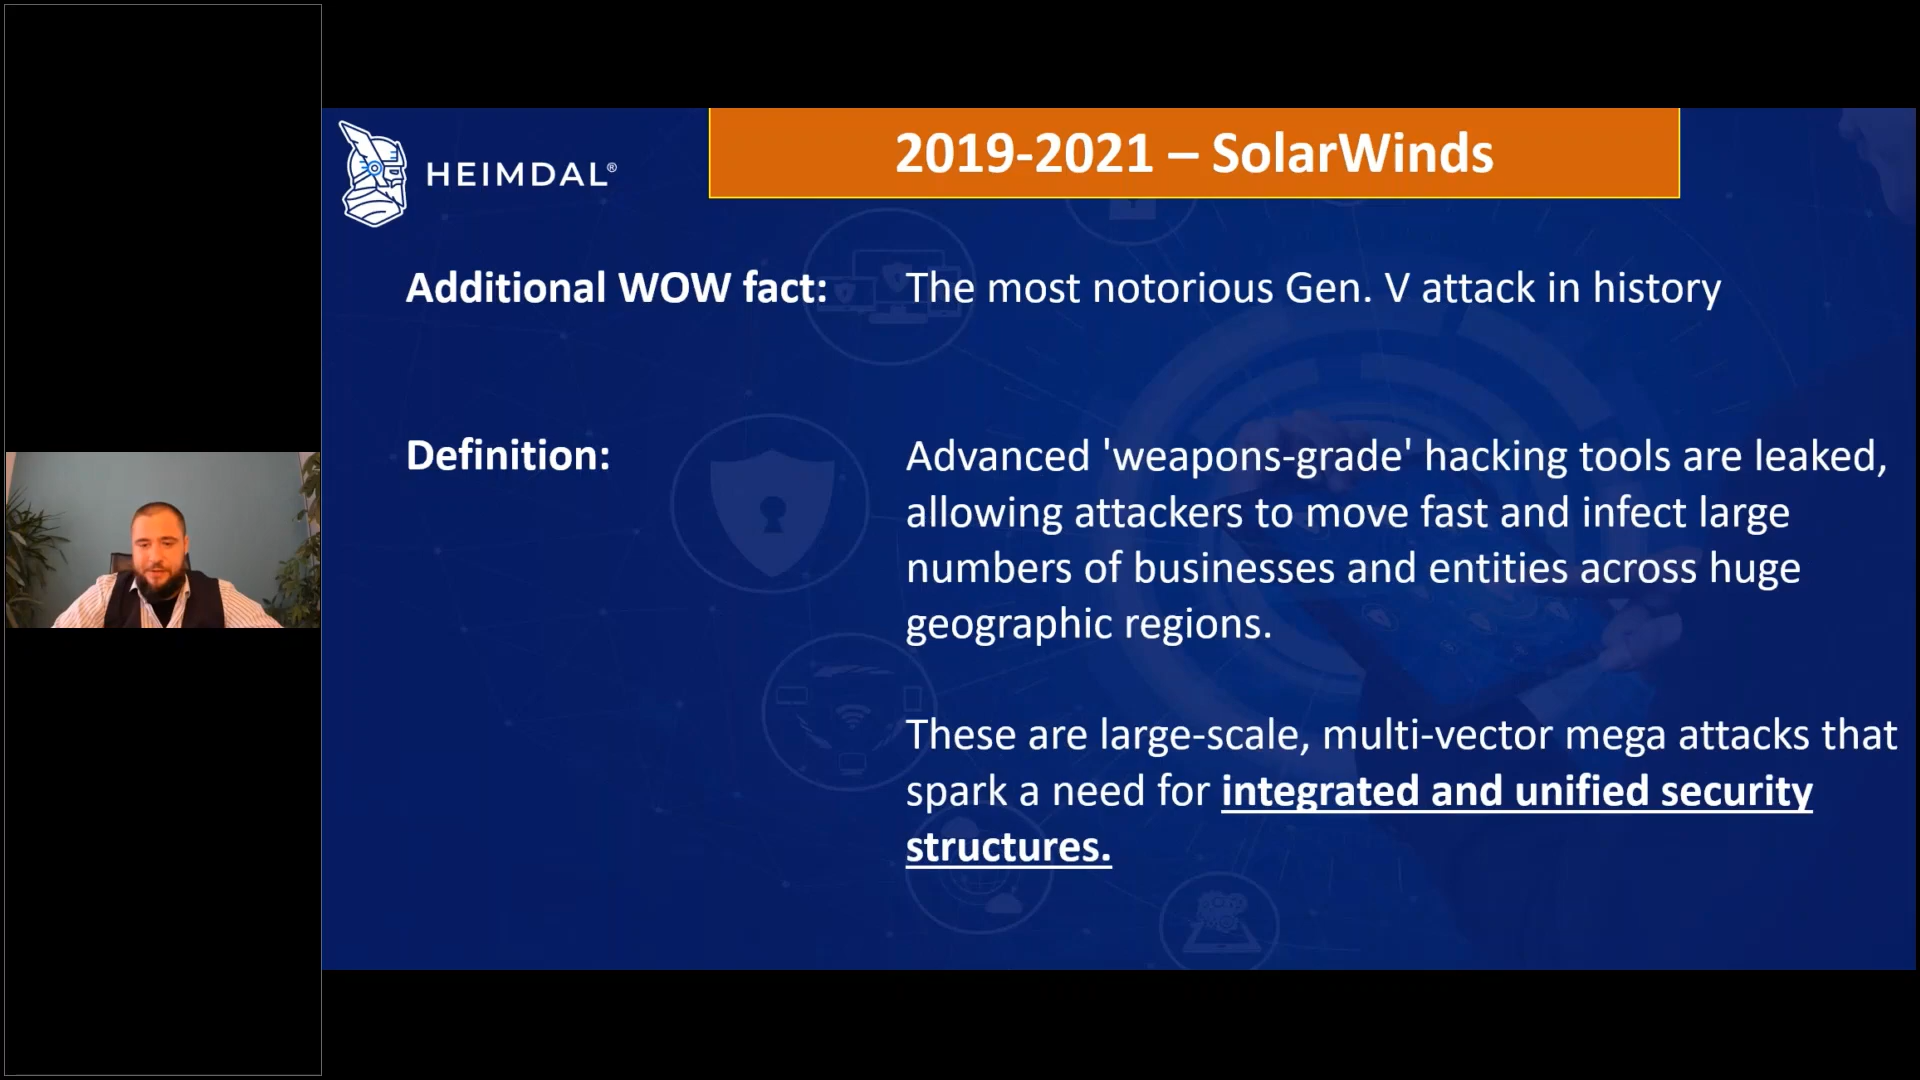 HEIMDAL®
2019-2021 – SolarWinds
Additional WOW fact:
The most notorious Gen. V attack in history
Definition:
Advanced 'weapons-grade' hacking tools are leaked,
allowing attackers to move fast and infect large
numbers of businesses and entities across huge
geographic regions.
These are large-scale, multi-vector mega attacks that
spark a need for integrated and unified security
structures.